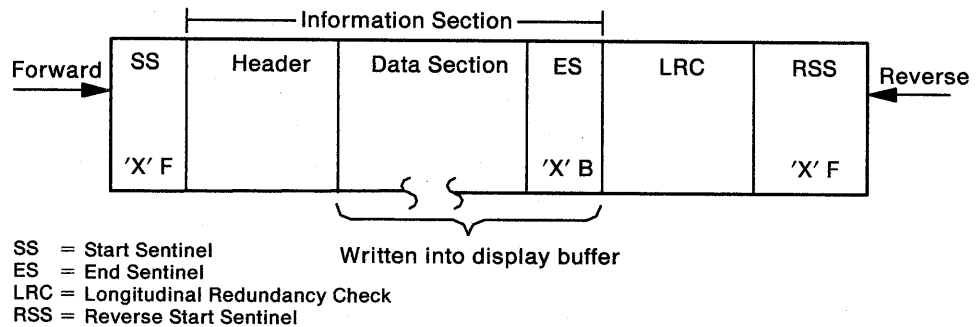 Information Section
Forward SS Header Data Section ES LRC RSS Reverse
'X' F 'X' B 'X' F
Written into display buffer
SS = Start Sentinel
ES = End Sentinel
LRC = Longitudinal Redundancy Check
RSS = Reverse Start Sentinel